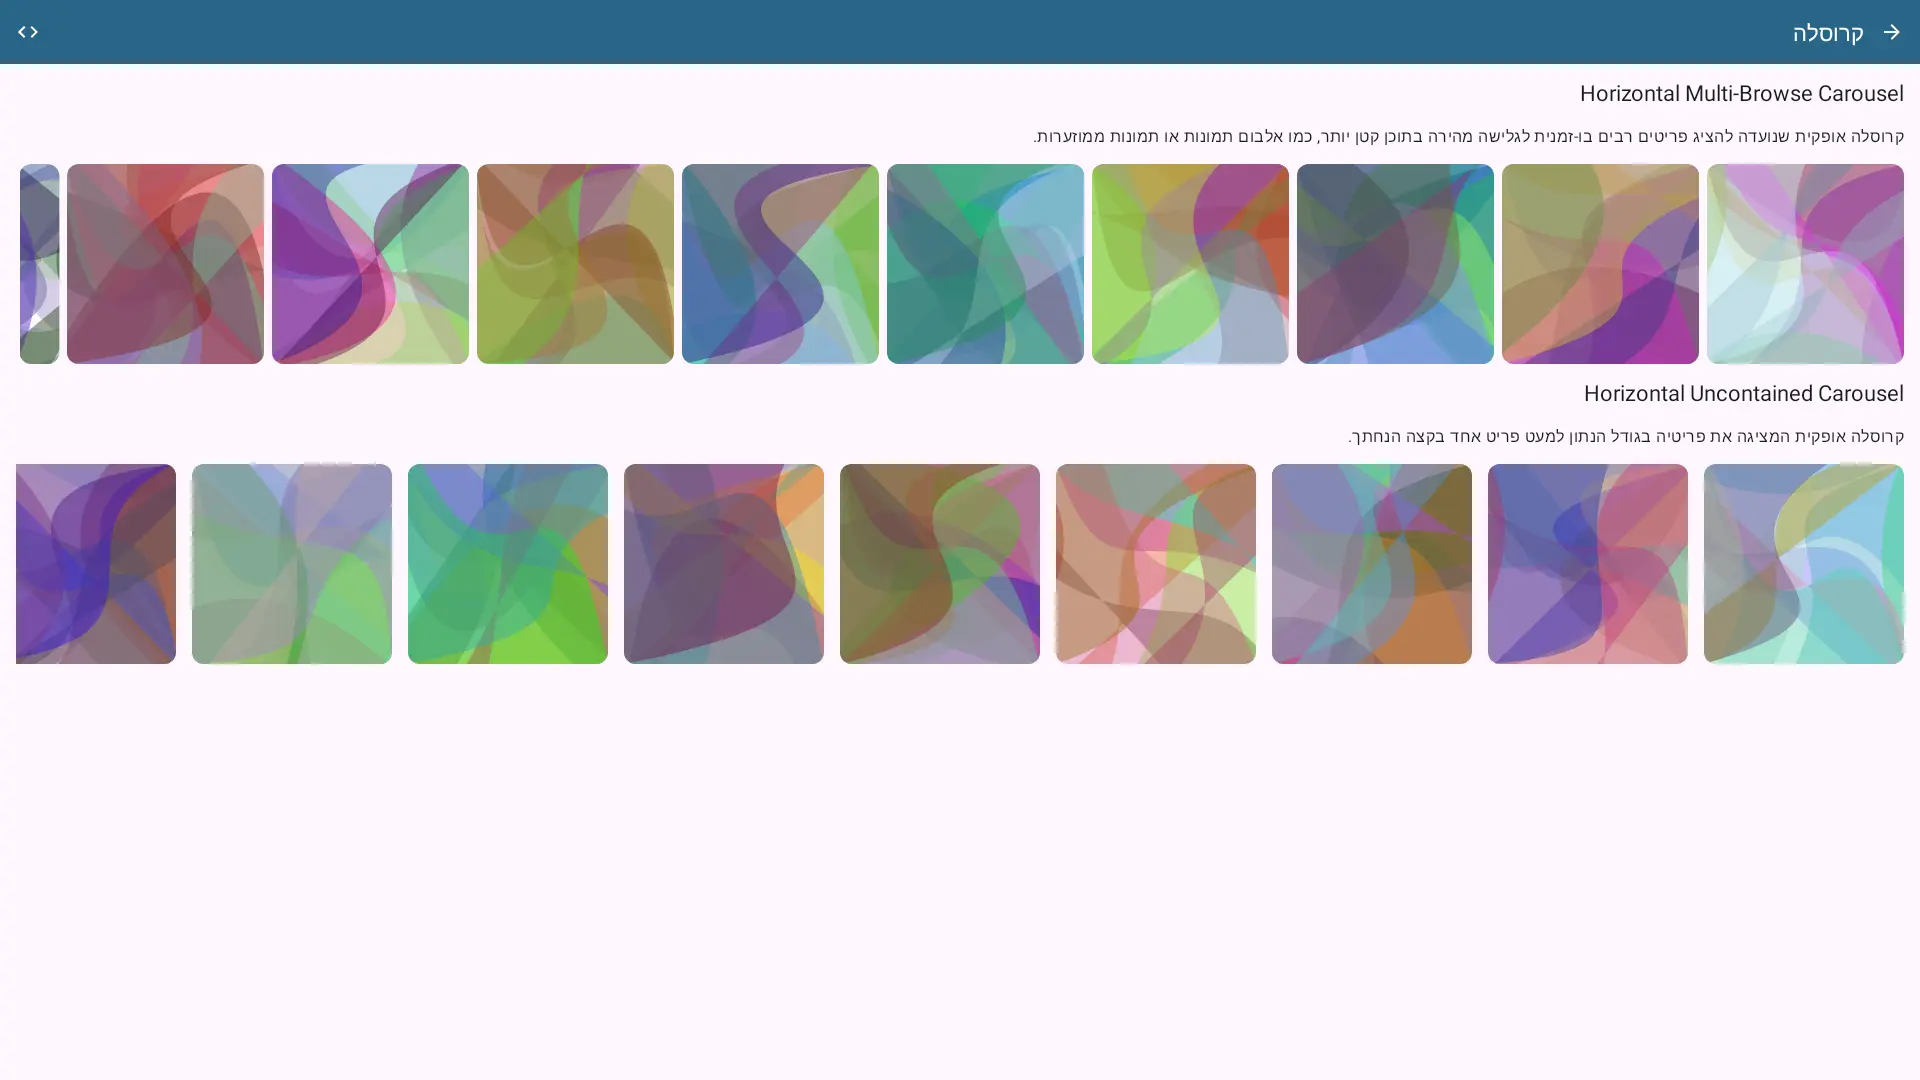 קרוסלה
Horizontal Multi-Browse Carousel
קרוסלה אופקית שנועדה להציג פריטים רבים בו-זמנית לגלישה מהירה בתוכן קטן יותר, כמו אלבום תמונות או תמונות ממוזערות.
Horizontal Uncontained Carousel
קרוסלה אופקית המציגה את פריטיה בגודל הנתון למעט פריט אחד בקצה הנחתך.